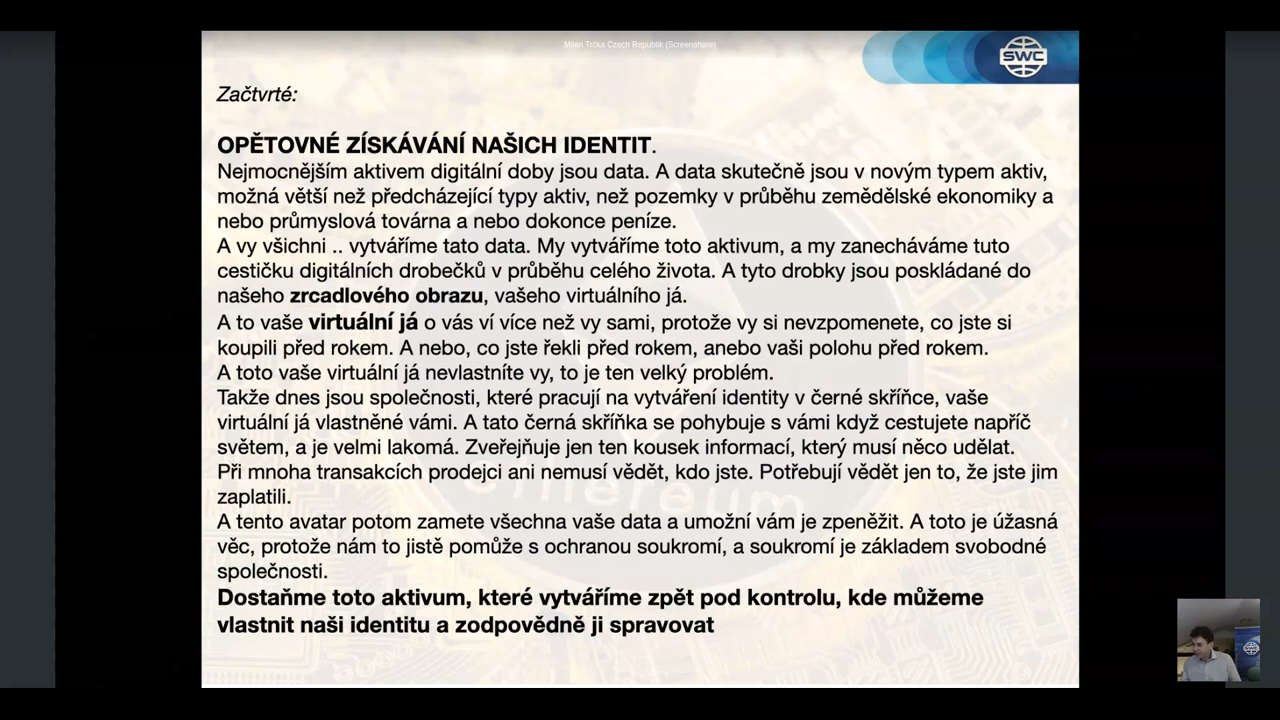 Milan Trčka Czech Republik (Screenshare)
SWC
Začtvrté:
OPĚTOVNÉ ZÍSKÁVÁNÍ NAŠICH IDENTIT.
Nejmocnějším aktivem digitální doby jsou data. A data skutečně jsou v novým typem aktiv,
možná větší než předcházející typy aktiv, než pozemky v průběhu zemědělské ekonomiky a
nebo průmyslová továrna a nebo dokonce peníze.
A vy všichni .. vytváříme tato data. My vytváříme toto aktivum, a my zanecháváme tuto
cestičku digitálních drobečků v průběhu celého života. A tyto drobky jsou poskládané do
našeho zrcadlového obrazu, vašeho virtuálního já.
A to vaše virtuální já o vás ví více než vy sami, protože vy si nevzpomenete, co jste si
koupili před rokem. A nebo, co jste řekli před rokem, anebo vaši polohu před rokem.
A toto vaše virtuální já nevlastníte vy, to je ten velký problém.
Takže dnes jsou společnosti, které pracují na vytváření identity v černé skříňce, vaše
virtuální já vlastněné vámi. A tato černá skříňka se pohybuje s vámi když cestujete napříč
světem, a je velmi lakomá. Zveřejňuje jen ten kousek informací, který musí něco udělat.
Při mnoha transakcích prodejci ani nemusí vědět, kdo jste. Potřebují vědět jen to, že jste jim
zaplatili.
A tento avatar potom zamete všechna vaše data a umožní vám je zpeněžit. A toto je úžasná
věc, protože nám to jistě pomůže s ochranou soukromí, a soukromí je základem svobodné
společnosti.
Dostaňme toto aktivum, které vytváříme zpět pod kontrolu, kde můžeme
vlastnit naši identitu a zodpovědně ji spravovat
ethereum